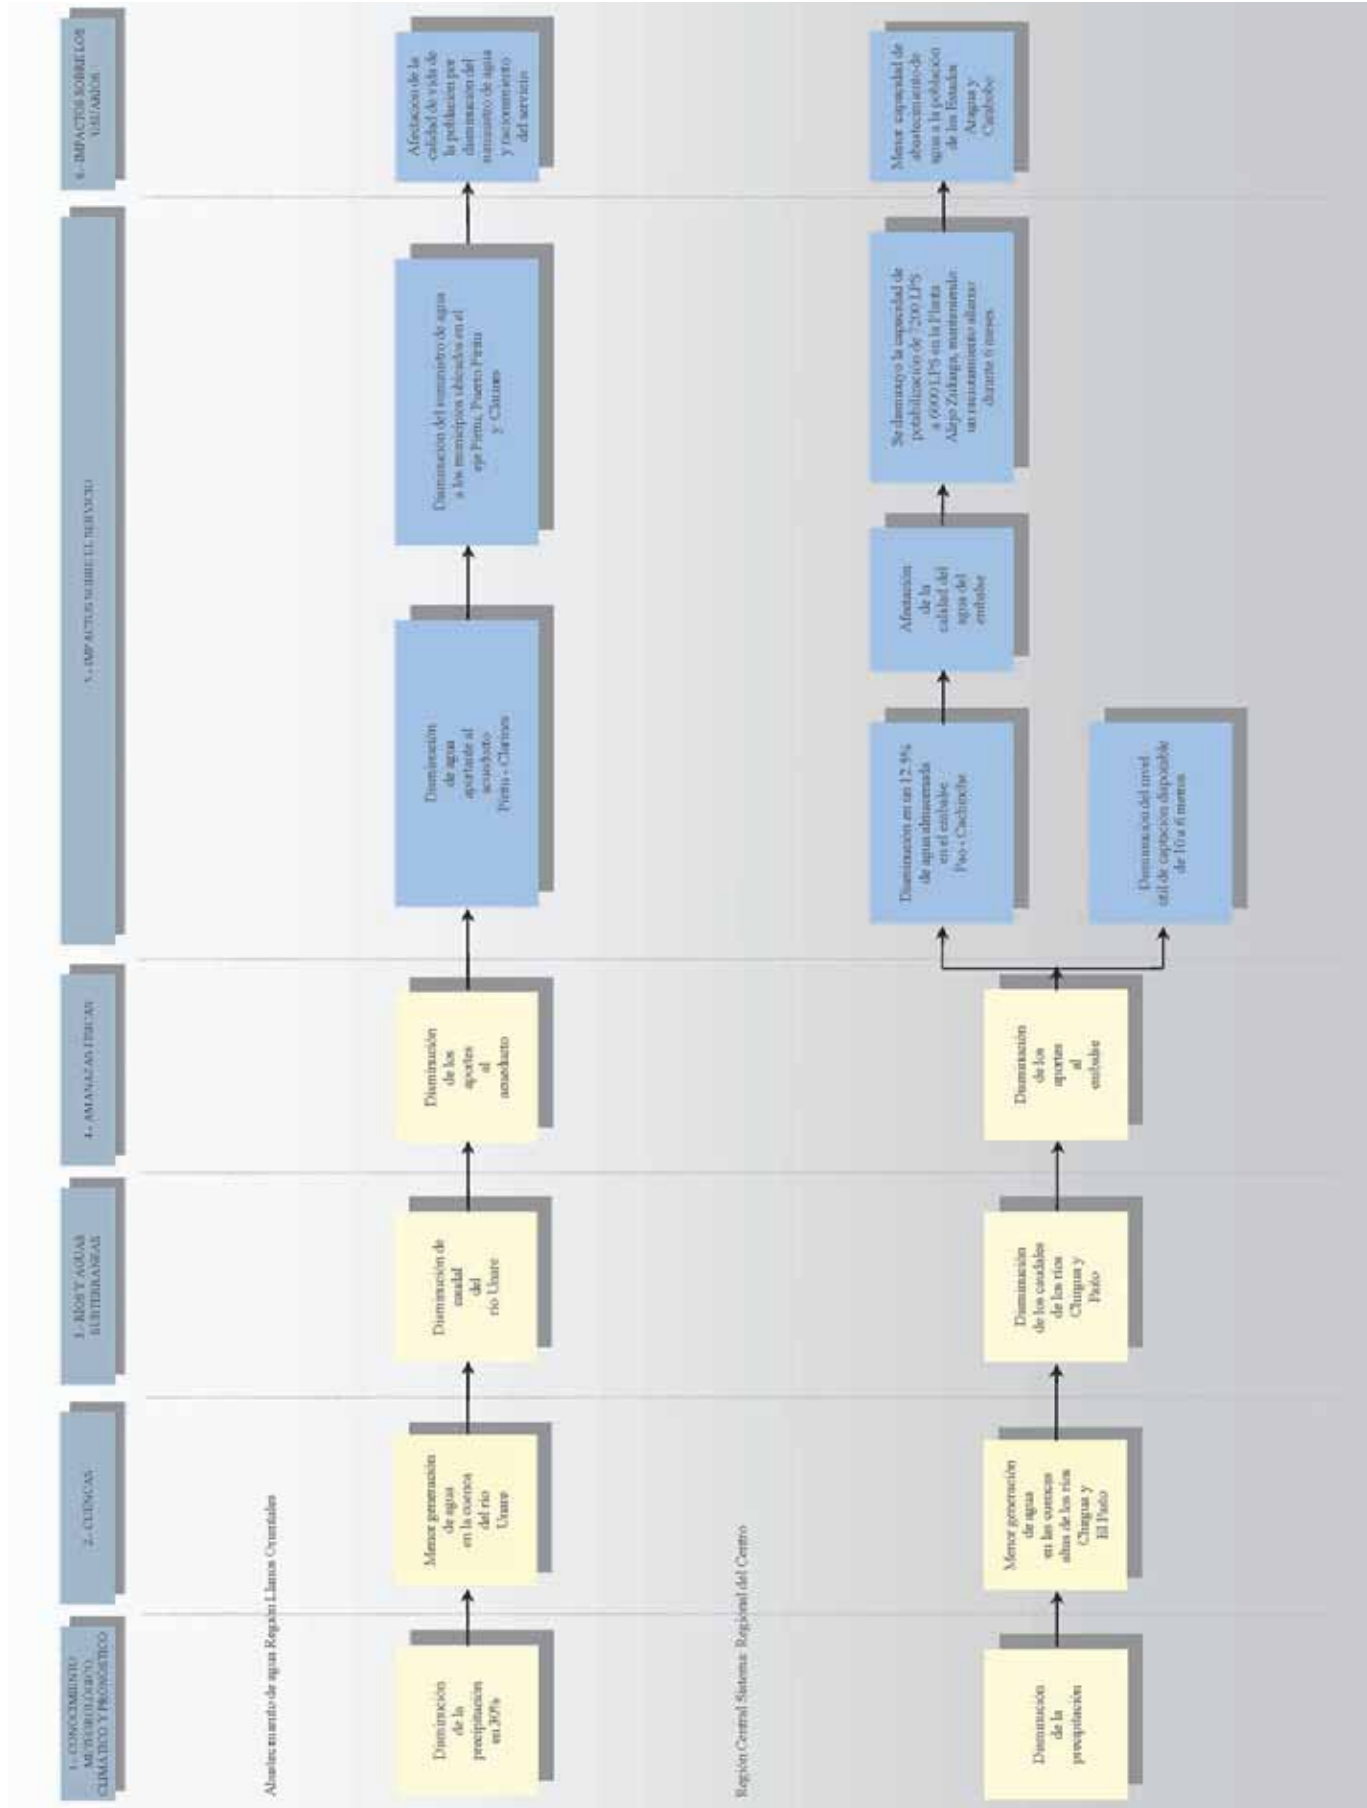 1- CONOCIMIENTO
METEOROLÓGICO,
CLIMÁTICO Y PRONÓSTICO
2- CUENCAS
3- RIOS Y AGUAS
SUBTERRANEAS
4- AMANAZAS FISICAS
5- IMPACTOS SOBRE EL SERVICIO
6- IMPACTOS SOBRE LOS
USUARIOS
Abastecimiento de agua Región Llanos Orientales
Disminución
de la
precipitación
en 30%
Menor generación
de agua
en la cuenca
del río
Unare
Disminución de
caudal
del
río Unare
Disminución
de los
aportes
al
acueducto
Disminución
de agua
aportante al
acueducto
Píritu - Clarines
Disminución del suministro de agua
a los municipios ubicados en el
eje Píritu, Puerto Píritu
y Clarines
Afectación de la
calidad de vida de
la población por
disminución del
suministro de agua
y racionamiento
del servicio
Región Central Sistema: Regional del Centro
Disminución
de la
precipitación
Menor generación
de agua
en las cuencas
altas de los ríos
Chirgua y
El Paíto
Disminución
de los caudales
de los ríos
Chirgua y
Paíto
Disminución
de los
aportes
al
embalse
Disminución en un 12.5%
de agua almacenada
en el embalse
Pao - Cachinche
Disminución del nivel
útil de captación disponible
de 10 a 6 metros
Afectación
de la
calidad del
agua del
embalse
Se disminuyo la capacidad de
potabilización de 7200 LPS
a 6000 LPS en la Planta
Alejo Zuloaga, manteniendo
un racionamiento alterno
durante 6 meses
Menor capacidad de
abastecimiento de
agua a la población
de los Estados
Aragua y
Carabobo